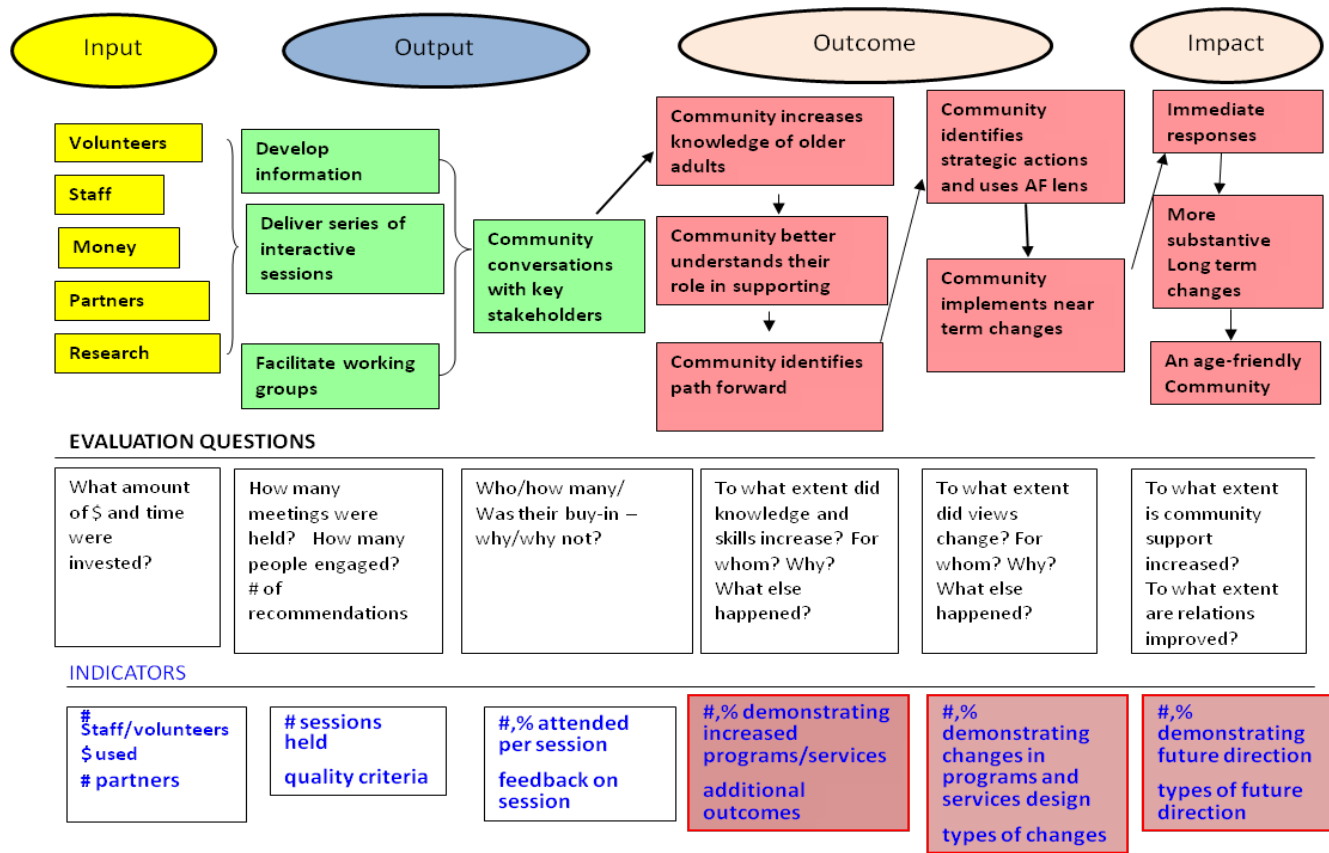 Input
Output
Outcome
Impact
Volunteers
Staff
Money
Partners
Research
Develop
information
Deliver series of
interactive
sessions
Facilitate working
groups
Community
conversations
with key
stakeholders
Community increases
knowledge of older
adults
Community better
understands their
role in supporting
Community identifies
path forward
Community
identifies
strategic actions
and uses AF lens
Community
implements near
term changes
Immediate
responses
More
substantive
Long term
changes
An age-friendly
Community
EVALUATION QUESTIONS
What amount
of $ and time
were
invested?
How many
meetings were
held? How many
people engaged?
# of
recommendations
Who/how many/
Was their buy-in –
why/why not?
To what extent did
knowledge and
skills increase? For
whom? Why?
What else
happened?
To what extent
did views
change? For
whom? Why?
What else
happened?
To what extent
is community
support
increased?
To what extent
are relations
improved?
INDICATORS
#
Staff/volunteers
$ used
# partners
# sessions
held
quality criteria
#,% attended
per session
feedback on
session
#,% demonstrating
increased
programs/services
additional
outcomes
#,%
demonstrating
changes in
programs and
services design
types of changes
#,%
demonstrating
future direction
types of future
direction